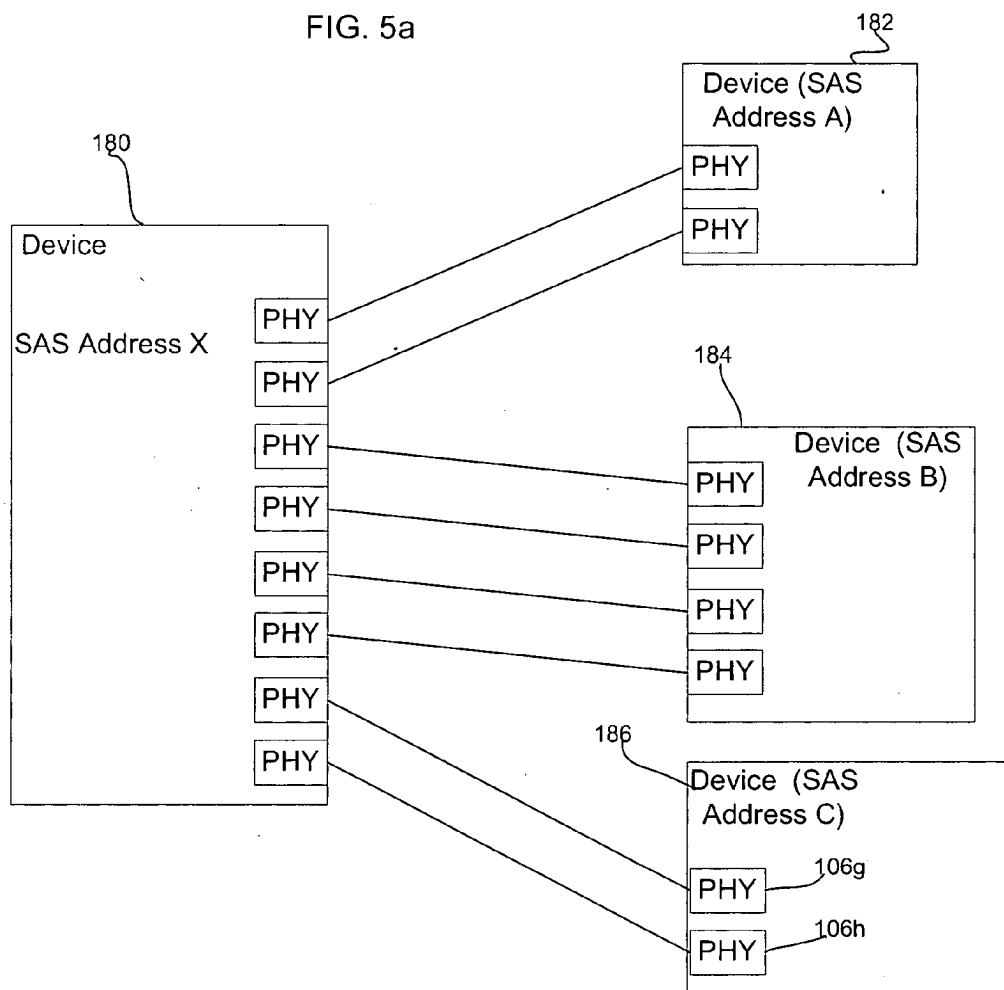 FIG. 5a
182
Device (SAS
Address A)
PHY
PHY
180
Device
SAS Address X
PHY
PHY
PHY
PHY
PHY
PHY
PHY
PHY
184
Device (SAS
Address B)
PHY
PHY
PHY
PHY
186
Device (SAS
Address C)
PHY
106g
PHY
106h